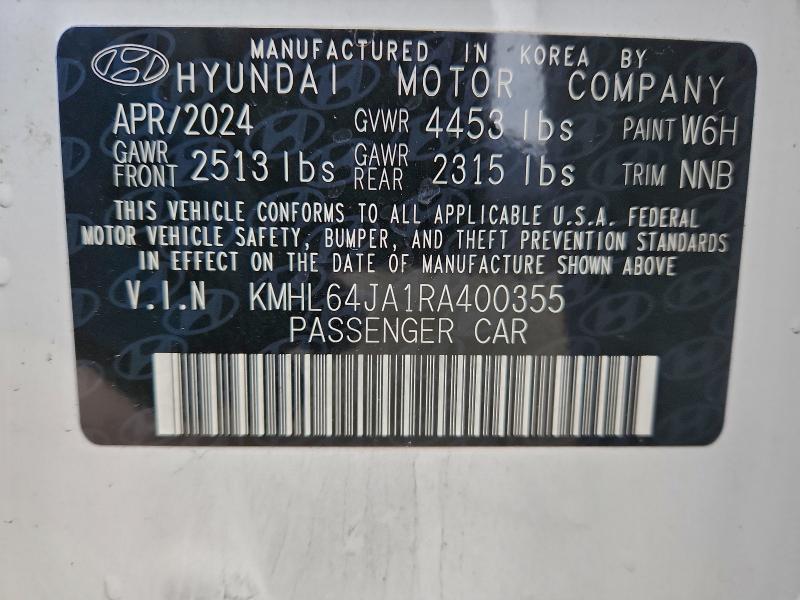 MANUFACTURED IN KOREA BY
HYUNDAI MOTOR COMPANY
APR/2024 GVWR 4453 lbs PAINT W6H
GAWR FRONT 2513 lbs GAWR REAR 2315 lbs TRIM NNB
THIS VEHICLE CONFORMS TO ALL APPLICABLE U.S.A. FEDERAL
MOTOR VEHICLE SAFETY, BUMPER, AND THEFT PREVENTION STANDARDS
IN EFFECT ON THE DATE OF MANUFACTURE SHOWN ABOVE
V.I.N KMHL64JA1RA400355
PASSENGER CAR